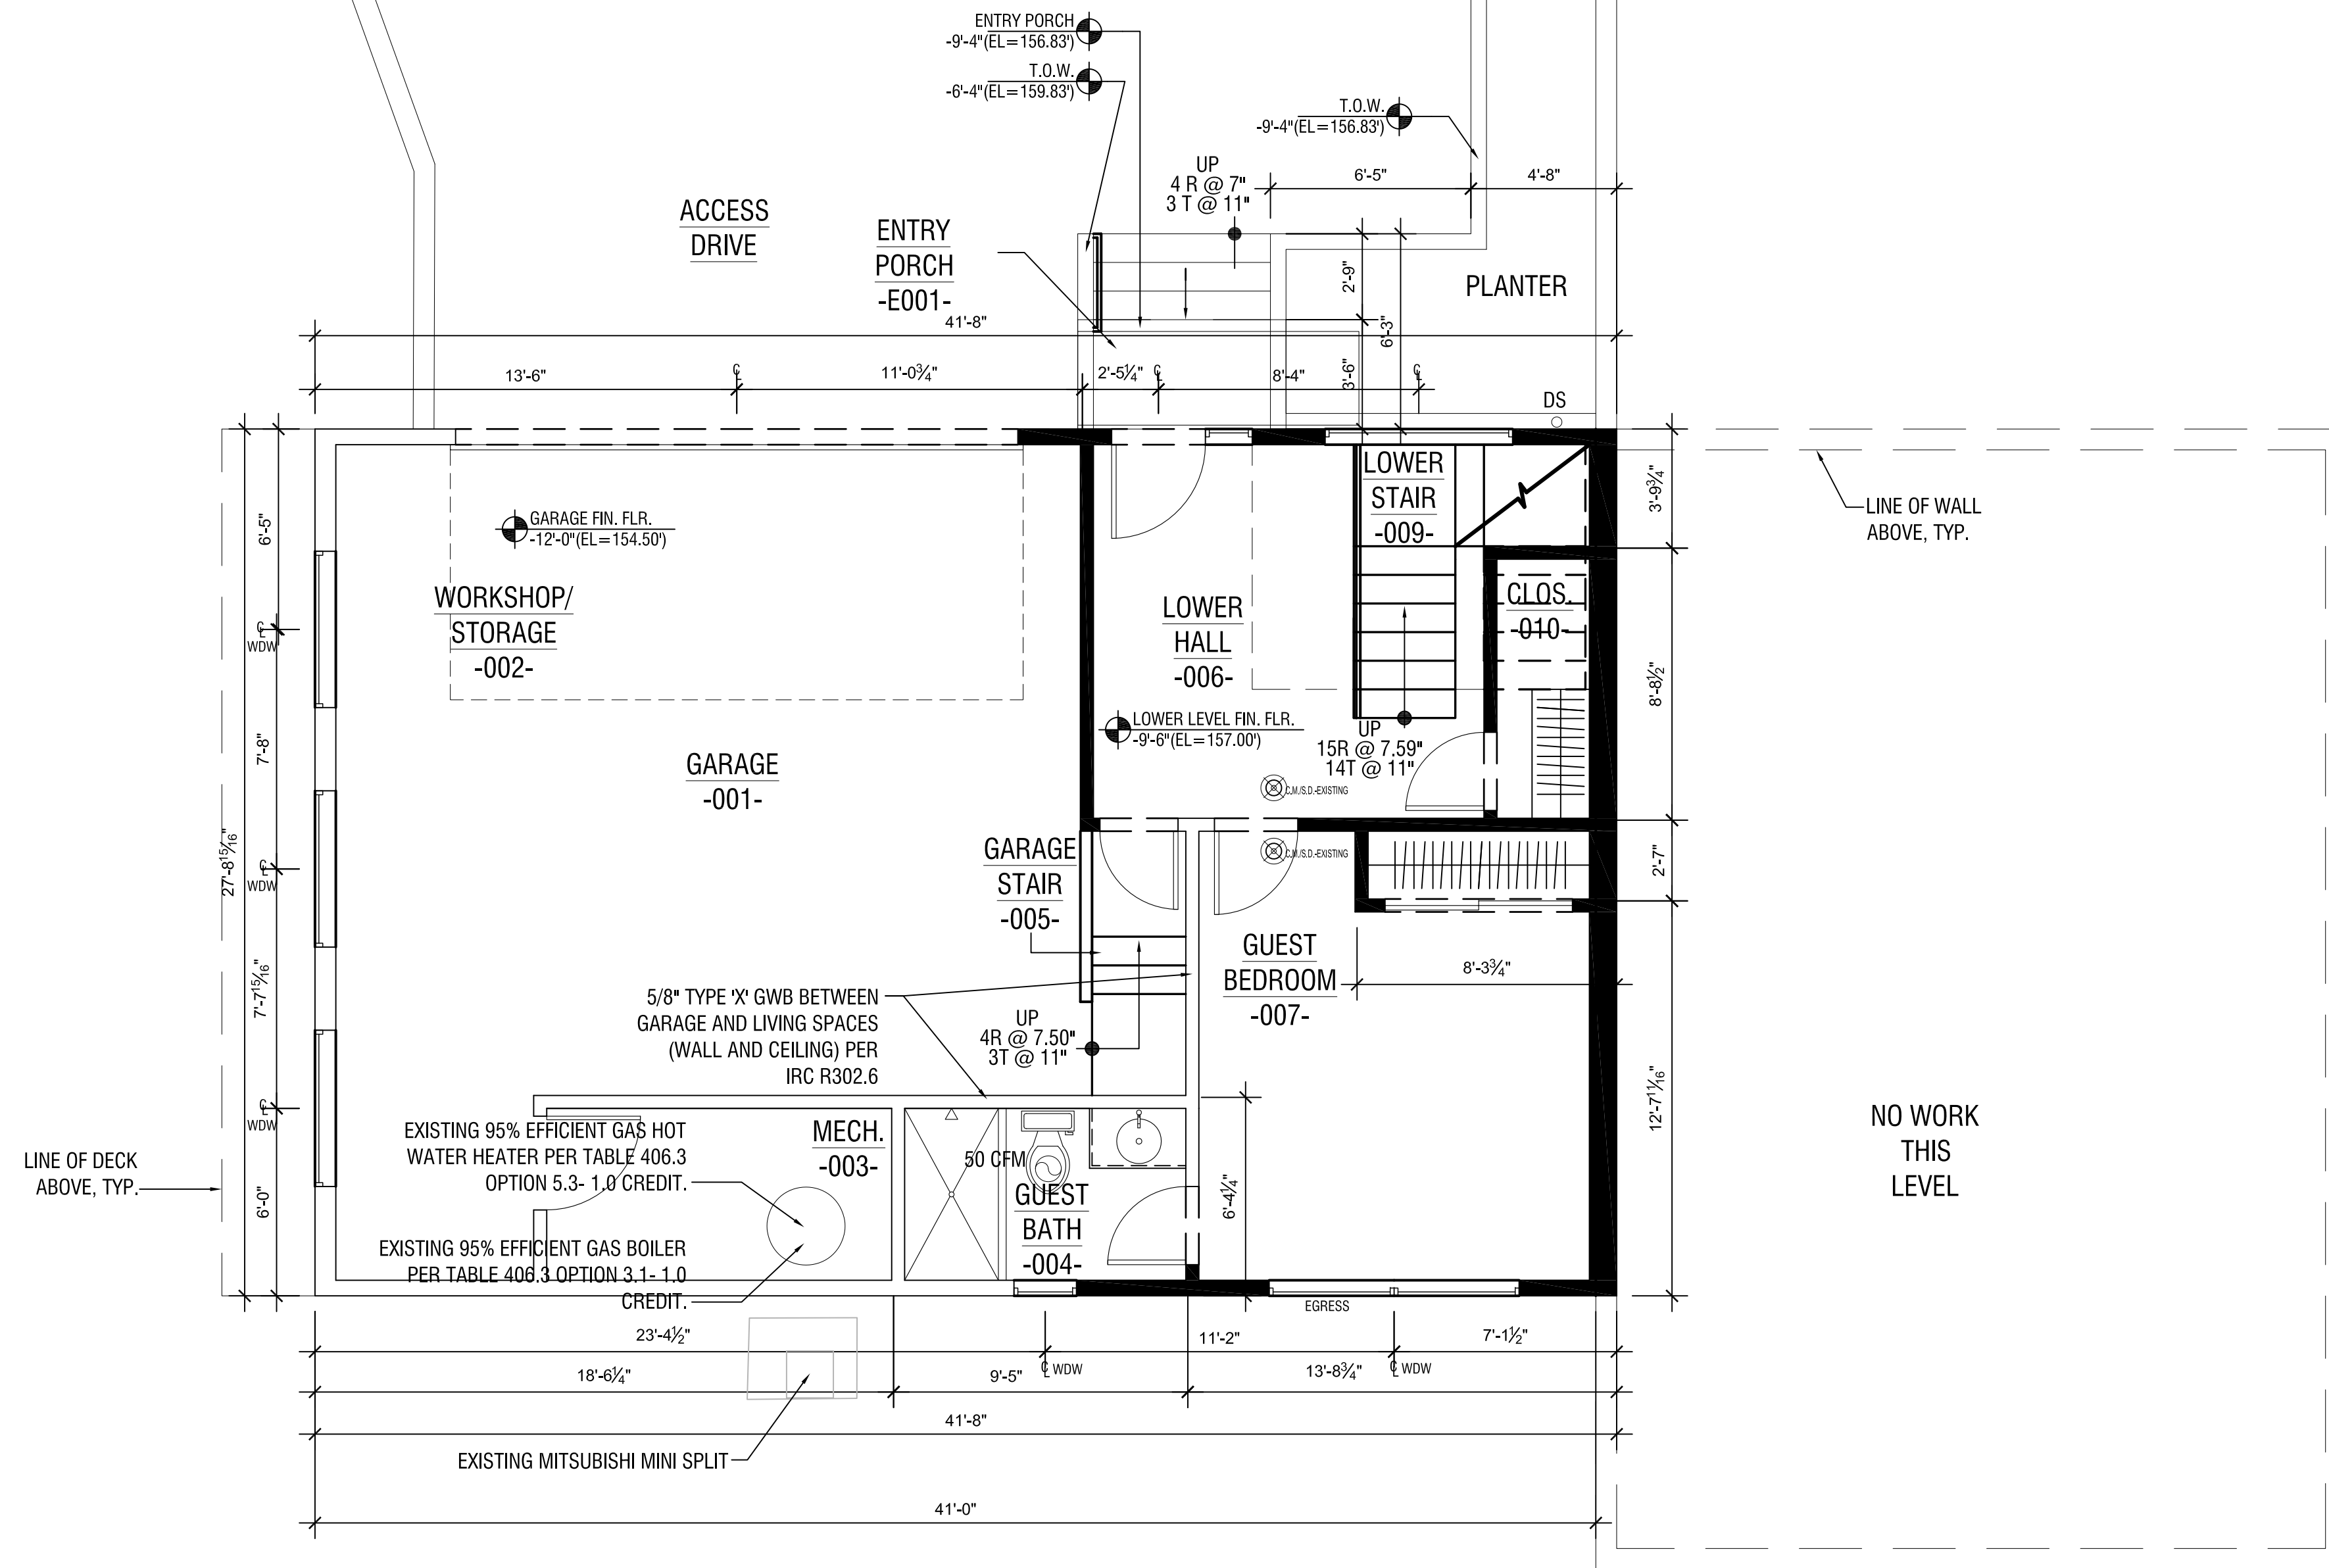 ENTRY PORCH
-9'-4"(EL=156.83')
T.O.W.
-6'-4"(EL=159.83')
T.O.W.
-9'-4"(EL=156.83')
UP
4 R @ 7"
3 T @ 11"
6'-5"
4'-8"
ACCESS
DRIVE
ENTRY
PORCH
-E001-
2'-9"
6'-3"
3'-6"
PLANTER
41'-8"
13'-6"
11'-0¾"
2'-5¼"
8'-4"
DS
GARAGE FIN. FLR.
-12'-0"(EL=154.50')
WORKSHOP/
STORAGE
-002-
LOWER
STAIR
-009-
3'-9¾"
LINE OF WALL
ABOVE, TYP.
LOWER
HALL
-006-
CLOS.
-010-
8'-8½"
6'-5"
WDW
7'-8"
27'-8 15/16"
WDW
7'-7 15/16"
WDW
6'-0"
LOWER LEVEL FIN. FLR.
-9'-6"(EL=157.00')
UP
15R @ 7.59"
14T @ 11"
C.M./S.D.-EXISTING
GARAGE
-001-
C.M./S.D.-EXISTING
GARAGE
STAIR
-005-
2'-7"
GUEST
BEDROOM
-007-
8'-3¾"
5/8" TYPE 'X' GWB BETWEEN
GARAGE AND LIVING SPACES
(WALL AND CEILING) PER
IRC R302.6
UP
4R @ 7.50"
3T @ 11"
12'-7 11/16"
NO WORK
THIS
LEVEL
EXISTING 95% EFFICIENT GAS HOT
WATER HEATER PER TABLE 406.3
OPTION 5.3- 1.0 CREDIT.
MECH.
-003-
50 CFM
GUEST
BATH
-004-
6'-4¼"
LINE OF DECK
ABOVE, TYP.
EXISTING 95% EFFICIENT GAS BOILER
PER TABLE 406.3 OPTION 3.1- 1.0
CREDIT.
EGRESS
23'-4½"
11'-2"
7'-1½"
WDW
WDW
18'-6¼"
9'-5"
13'-8¾"
41'-8"
EXISTING MITSUBISHI MINI SPLIT
41'-0"